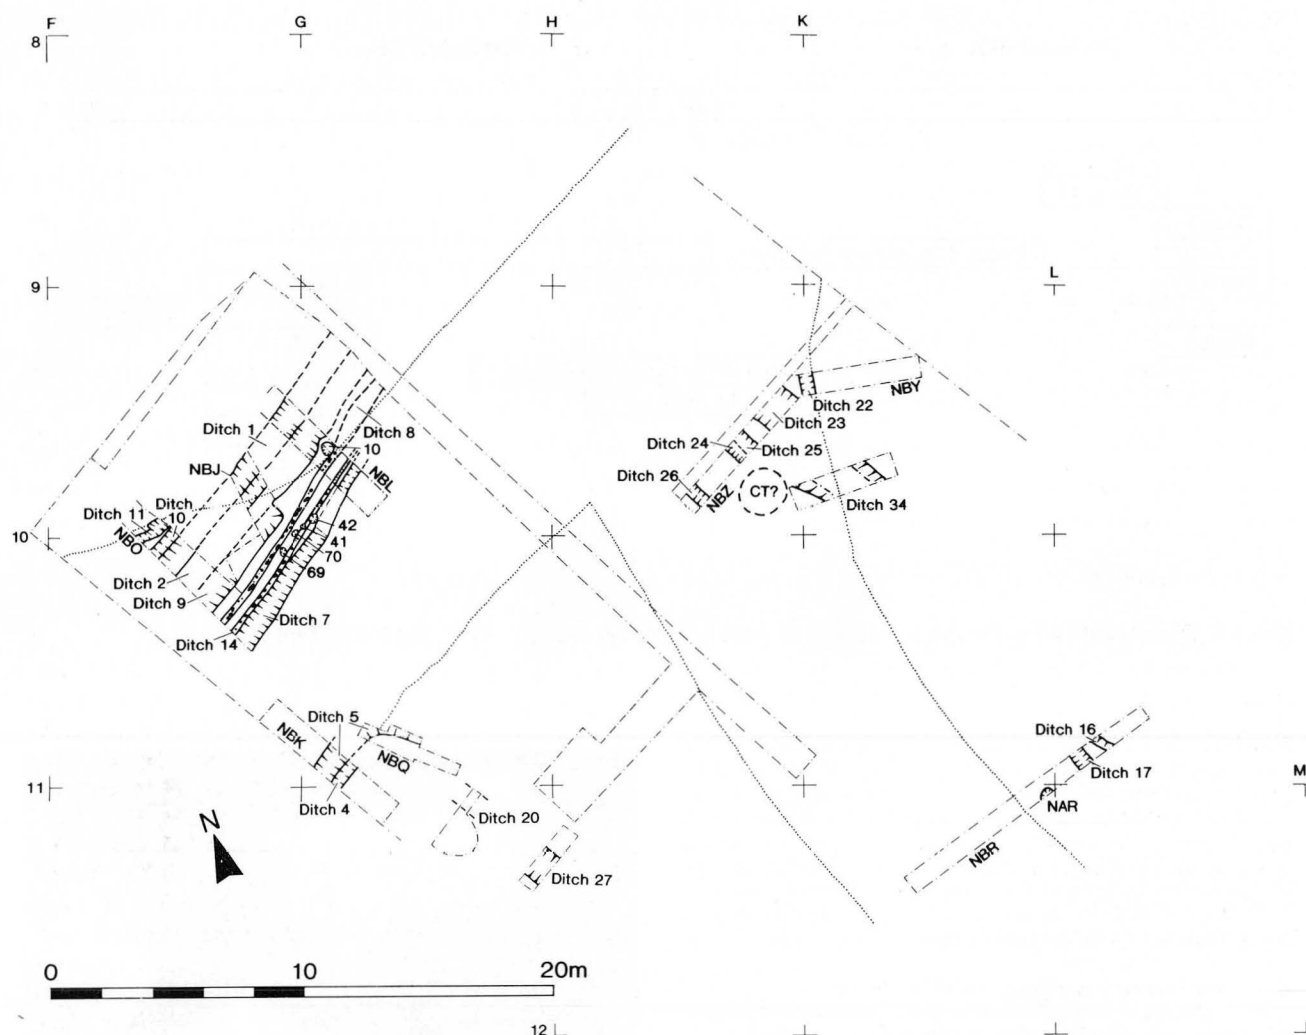 F
G
H
K
8
9
L
Ditch 1
Ditch 8
10
NBJ
NBL
Ditch 22
NBY
Ditch 23
Ditch 24
Ditch 25
Ditch 26
NBZ
CT?
Ditch 34
Ditch 11
Ditch
10
NBO
10
42
41
70
69
Ditch 2
Ditch 9
Ditch 7
Ditch 14
Ditch 5
NBK
NBQ
Ditch 16
Ditch 17
11
Ditch 4
Ditch 20
NAR
M
N
NBR
Ditch 27
0
10
20m
12